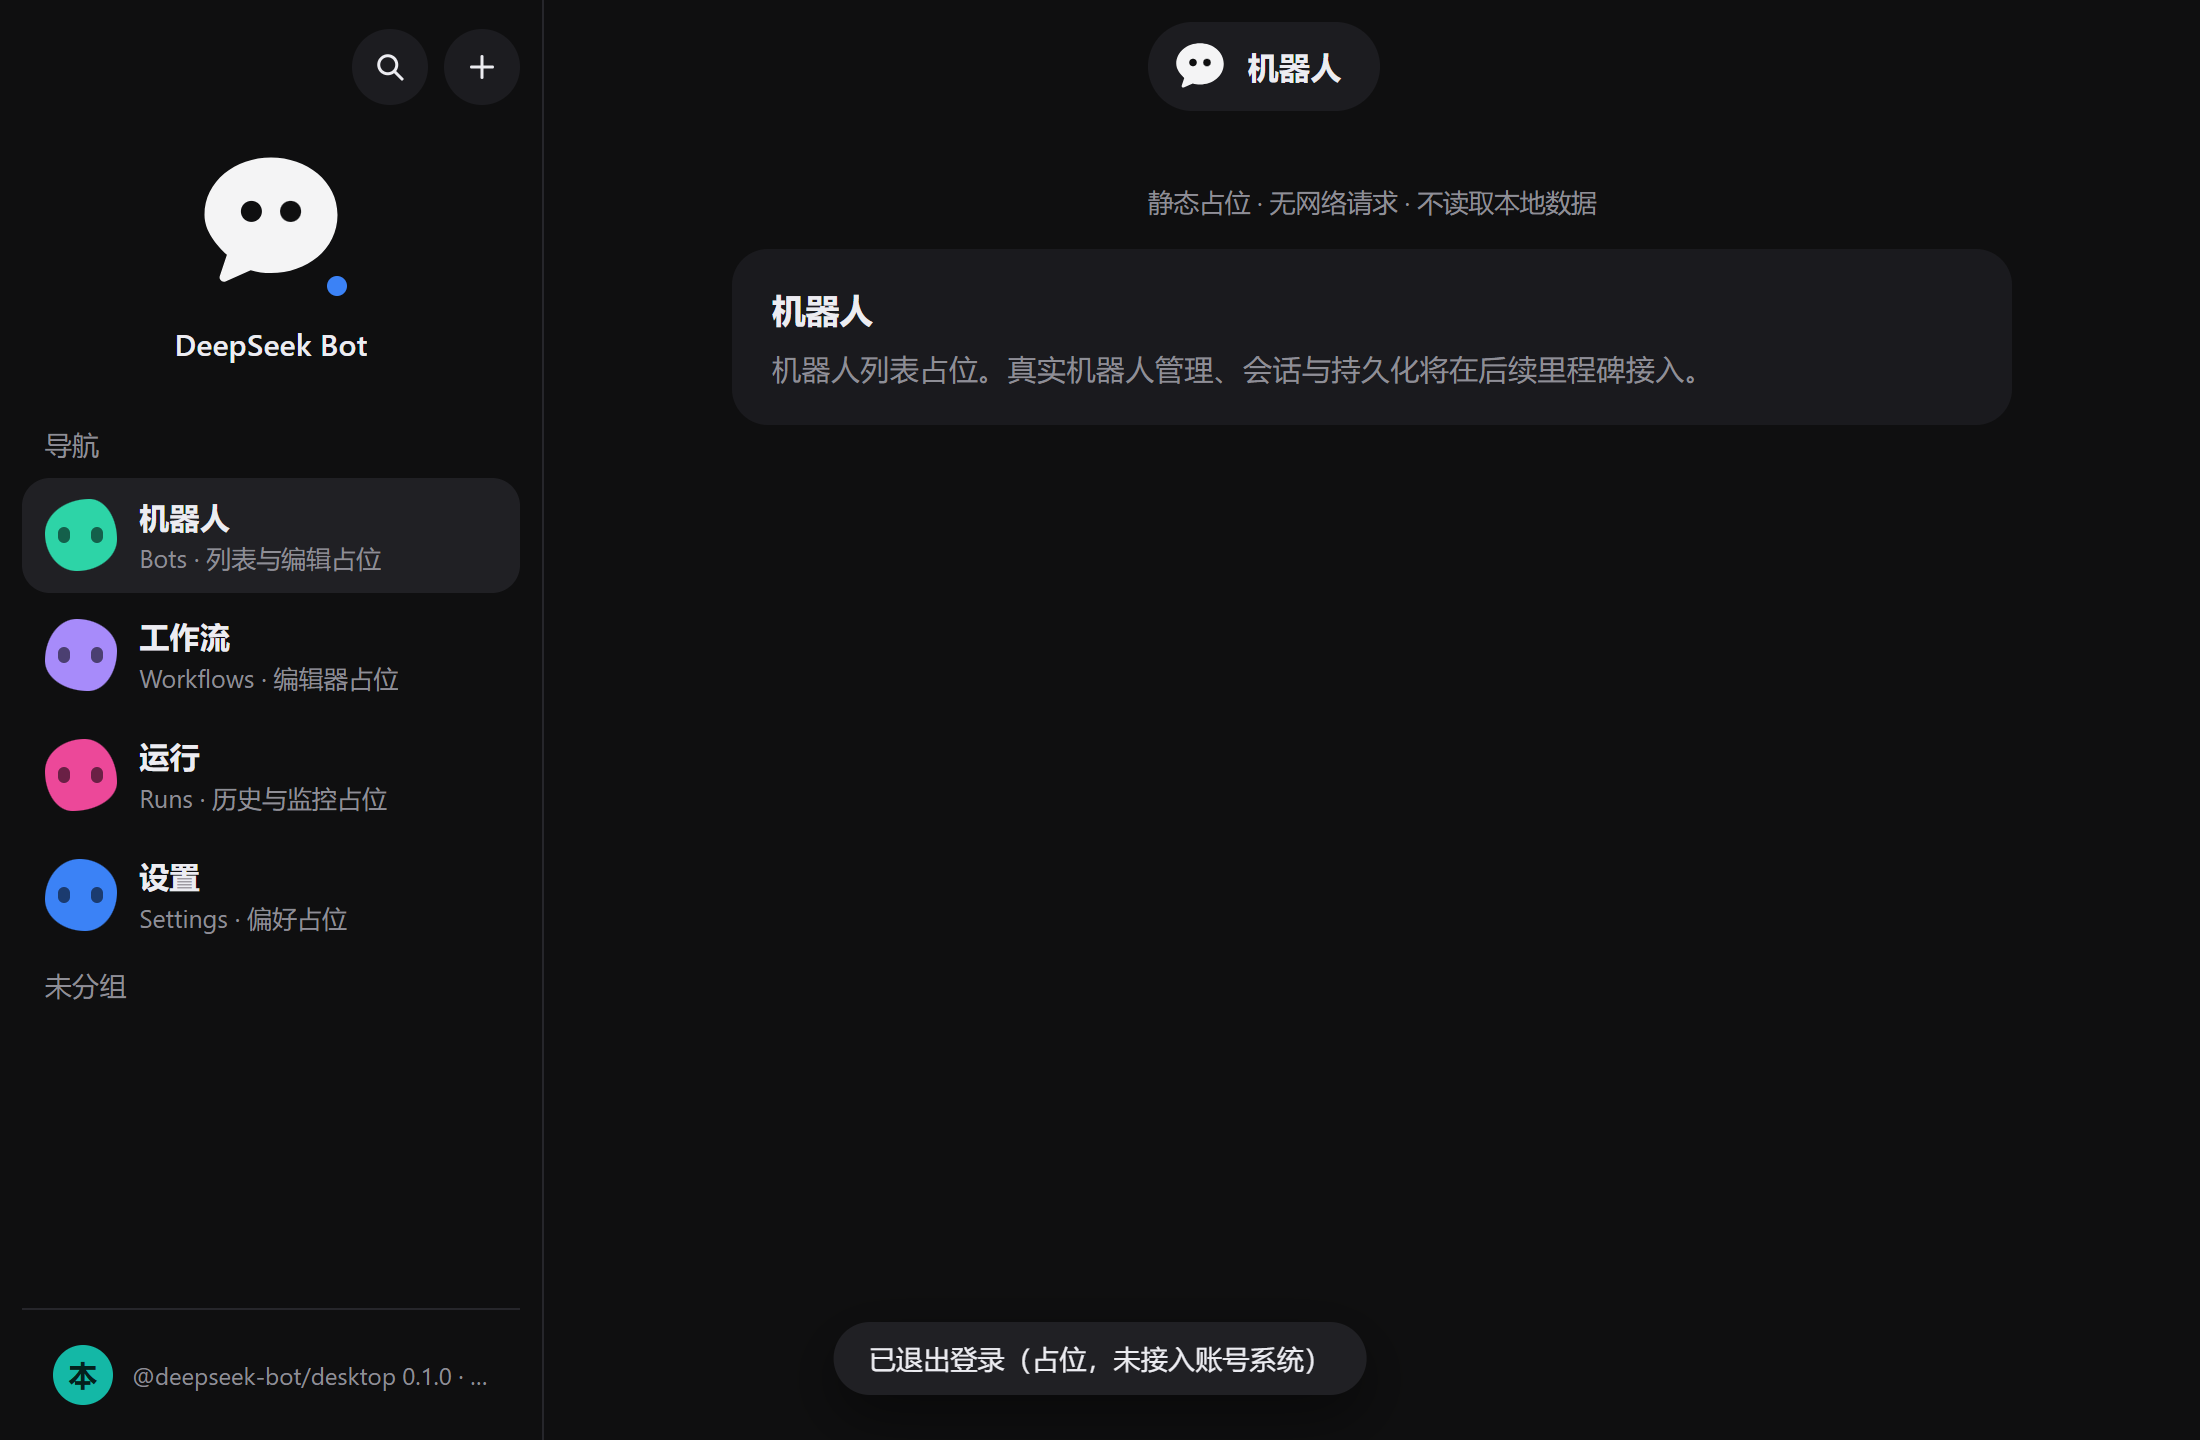 DeepSeek Bot
导航
机器人
Bots · 列表与编辑占位
工作流
Workflows · 编辑器占位
运行
Runs · 历史与监控占位
设置
Settings · 偏好占位
未分组
本 @deepseek-bot/desktop 0.1.0 · ...
机器人
静态占位 · 无网络请求 · 不读取本地数据
机器人
机器人列表占位。真实机器人管理、会话与持久化将在后续里程碑接入。
已退出登录（占位，未接入账号系统）